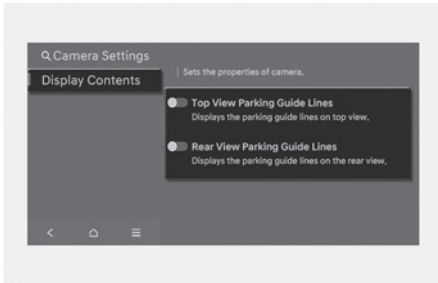 Camera Settings
Display Contents
Sets the properties of camera.
Top View Parking Guide Lines
Displays the parking guide lines on top view.
Rear View Parking Guide Lines
Displays the parking guide lines on the rear view.